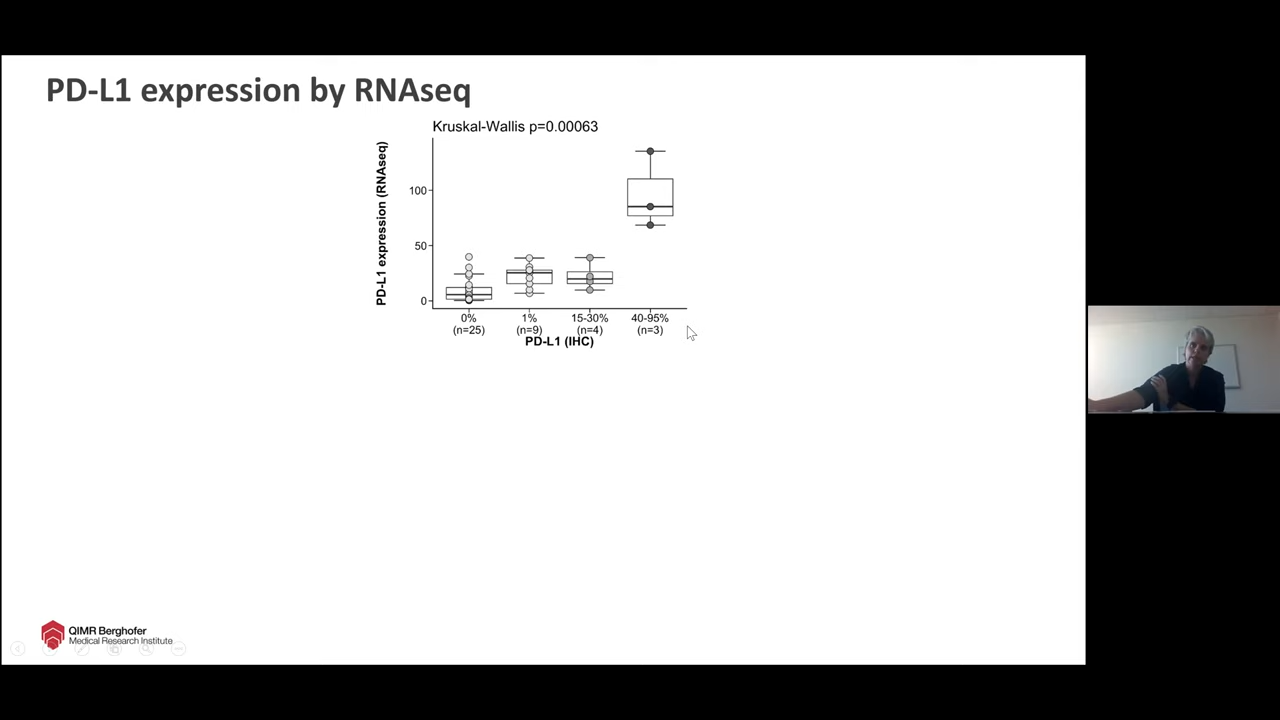 PD-L1 expression by RNAseq
Kruskal-Wallis p=0.00063
PD-L1 expression (RNAseq)
100
50
0
0% 1% 15-30% 40-95%
(n=25) (n=9) (n=4) (n=3)
PD-L1 (IHC)
QIMR Berghofer
Medical Research Institute